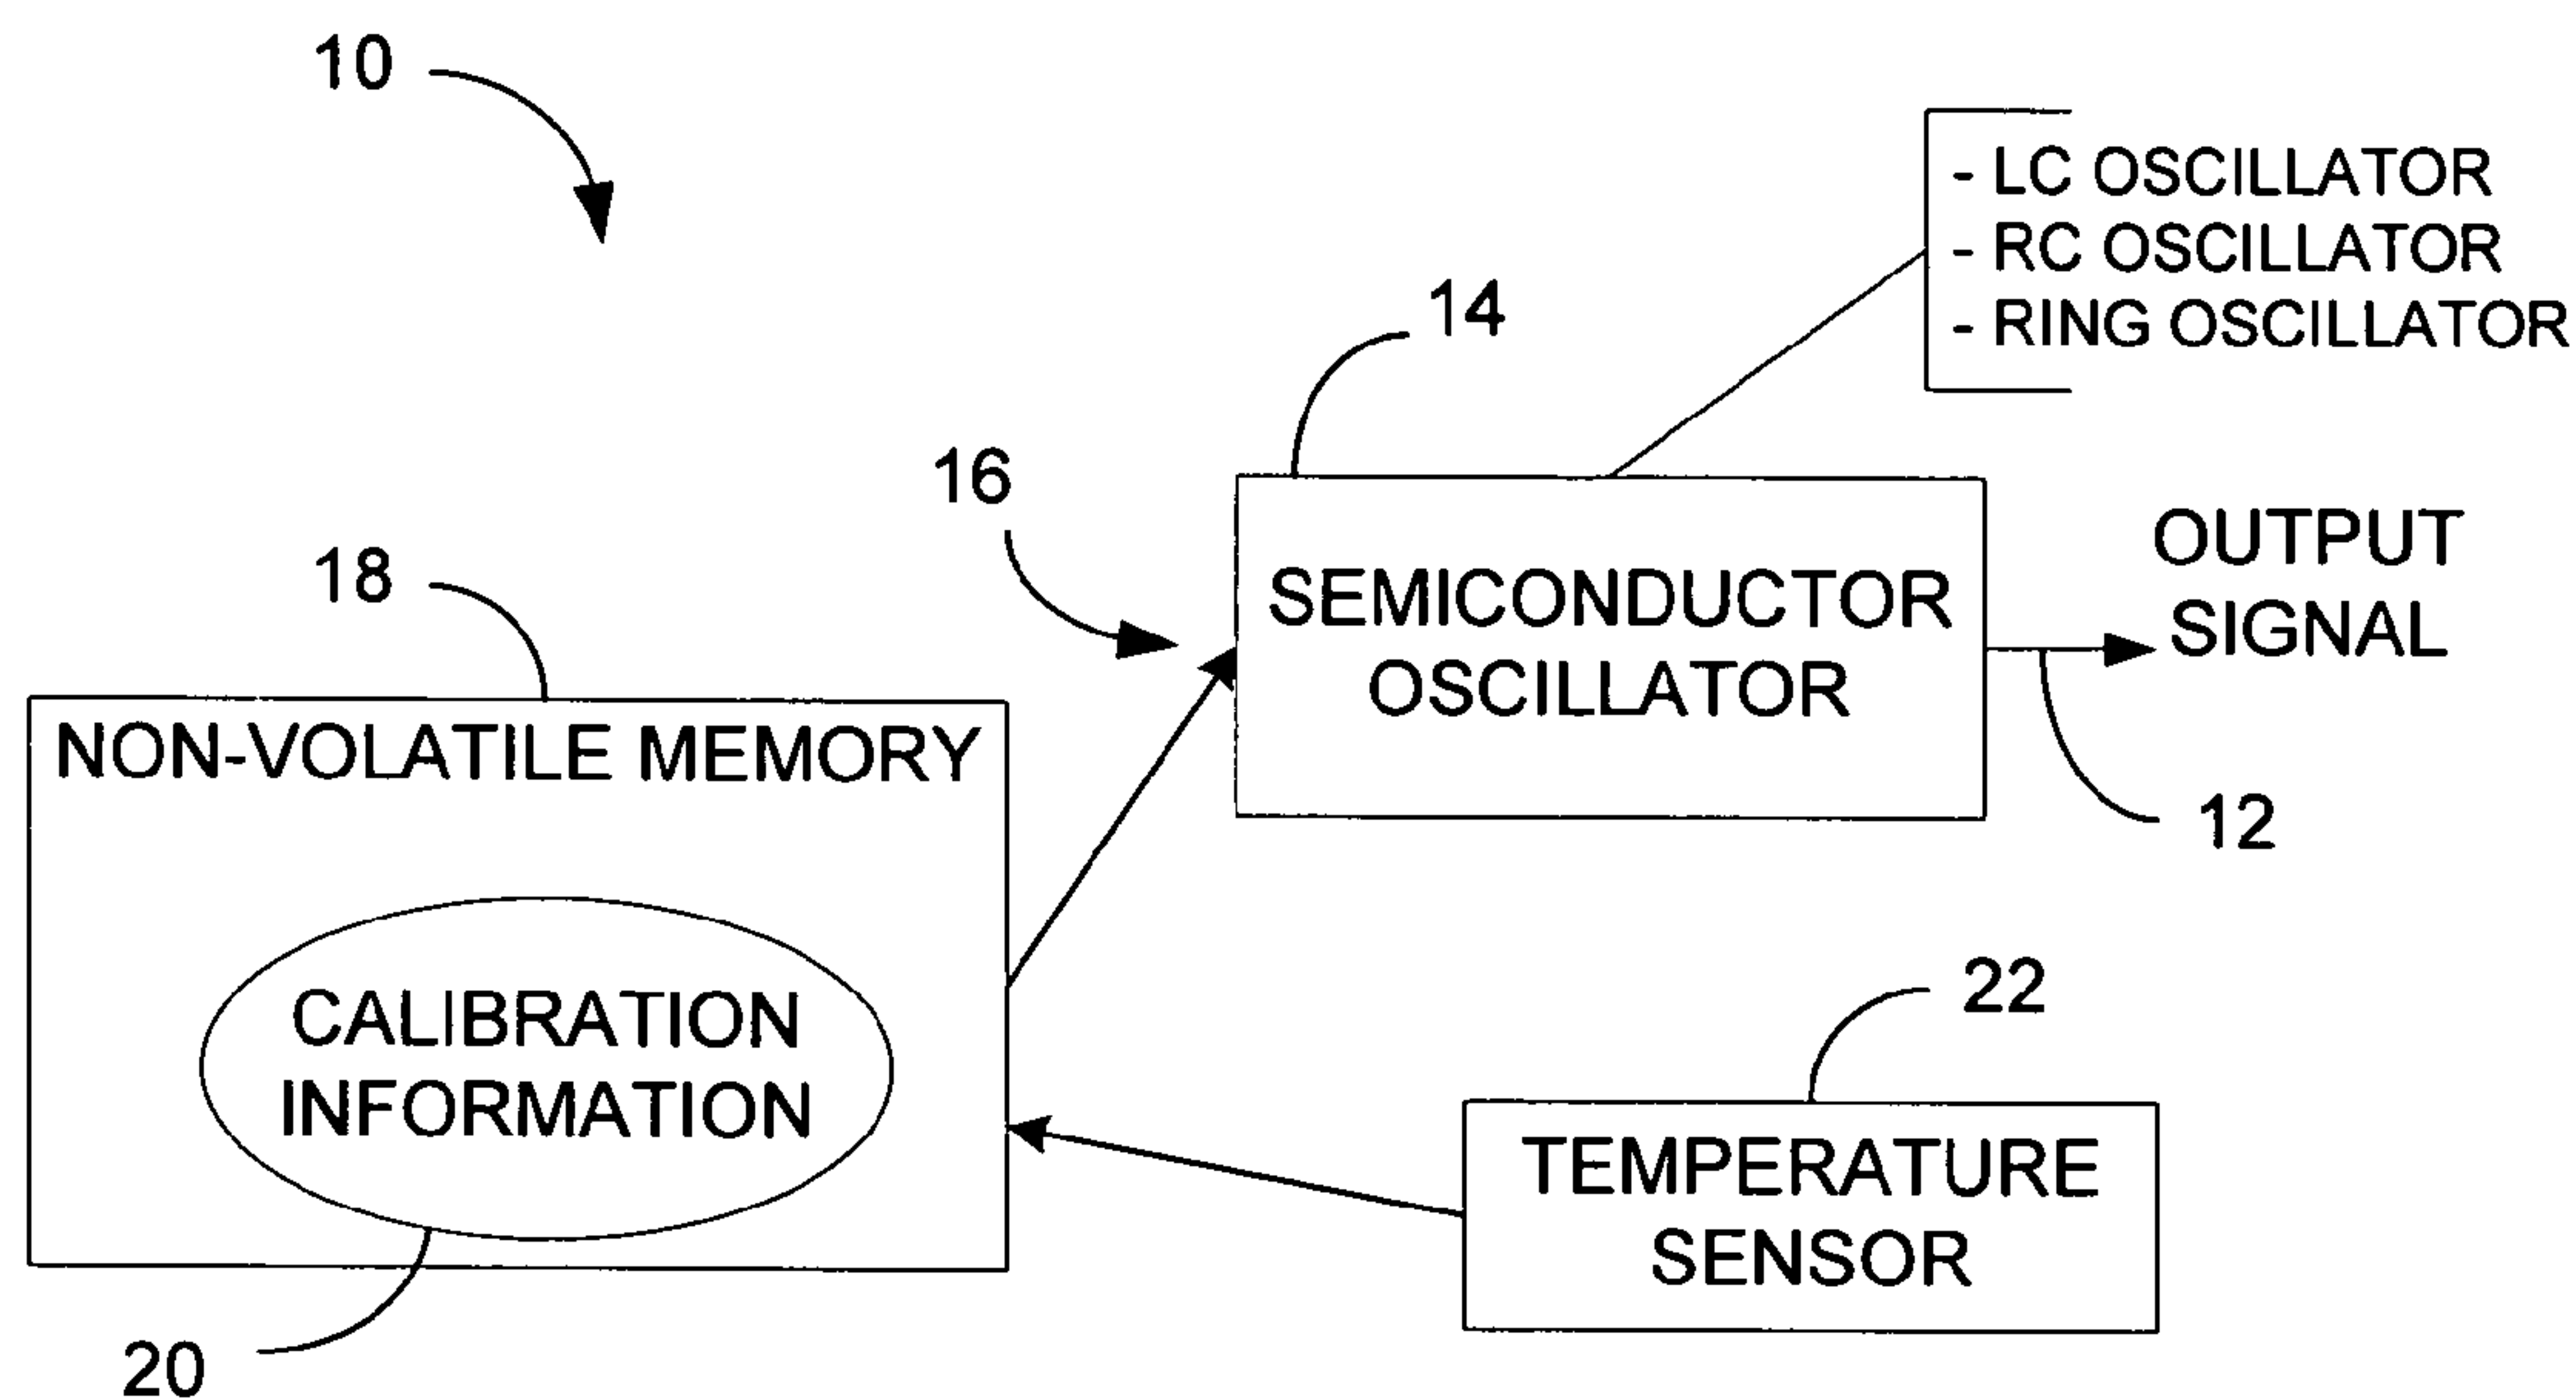 10
- LC OSCILLATOR
- RC OSCILLATOR
- RING OSCILLATOR
14
16
SEMICONDUCTOR
OSCILLATOR
OUTPUT
SIGNAL
12
18
NON-VOLATILE MEMORY
CALIBRATION
INFORMATION
20
22
TEMPERATURE
SENSOR